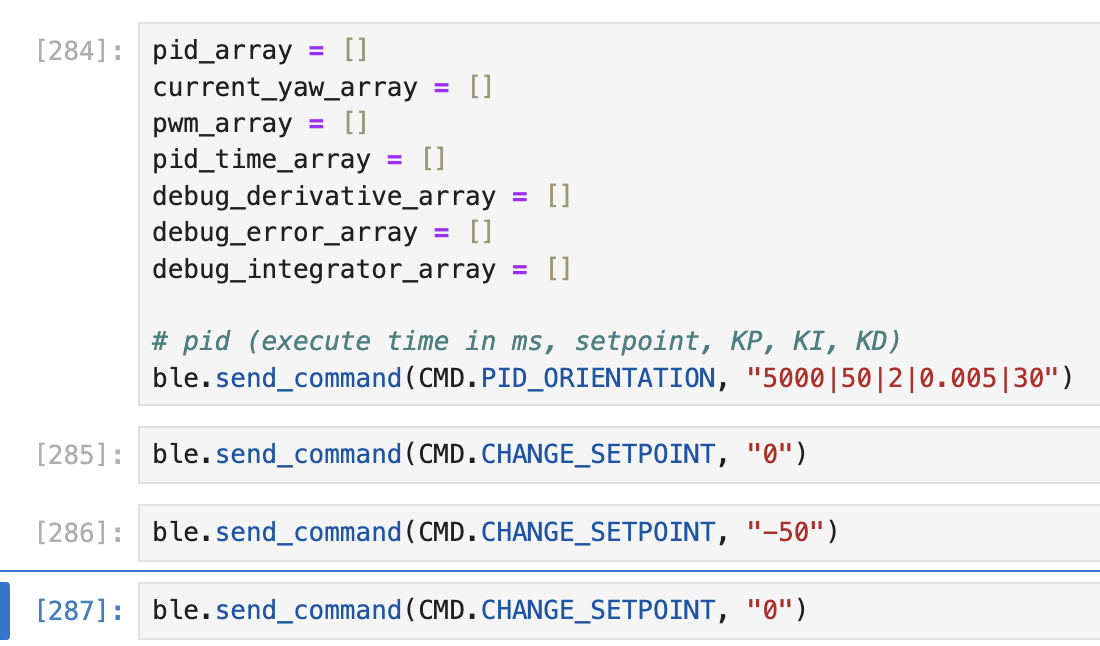 [284]: pid_array = []
current_yaw_array = []
pwm_array = []
pid_time_array = []
debug_derivative_array = []
debug_error_array = []
debug_integrator_array = []
# pid (execute time in ms, setpoint, KP, KI, KD)
ble.send_command(CMD.PID_ORIENTATION, "5000|50|2|0.005|30")
[285]: ble.send_command(CMD.CHANGE_SETPOINT, "0")
[286]: ble.send_command(CMD.CHANGE_SETPOINT, "-50")
[287]: ble.send_command(CMD.CHANGE_SETPOINT, "0")